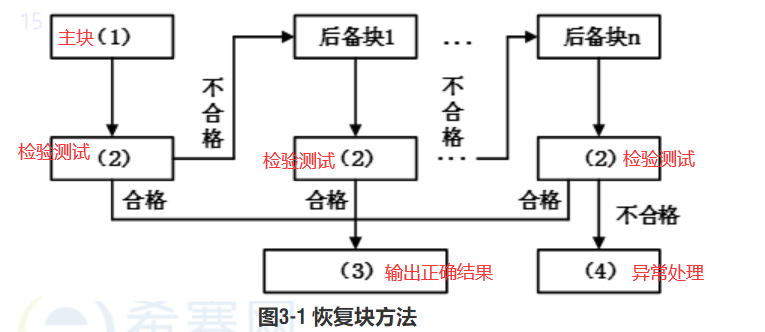 15
主块（1）
后备块1
...
后备块n
不合格
不合格
检验测试（2）
检验测试（2）
...
（2）检验测试
合格
合格
合格
不合格
（3）输出正确结果
（4）异常处理
图3-1 恢复块方法
希赛网